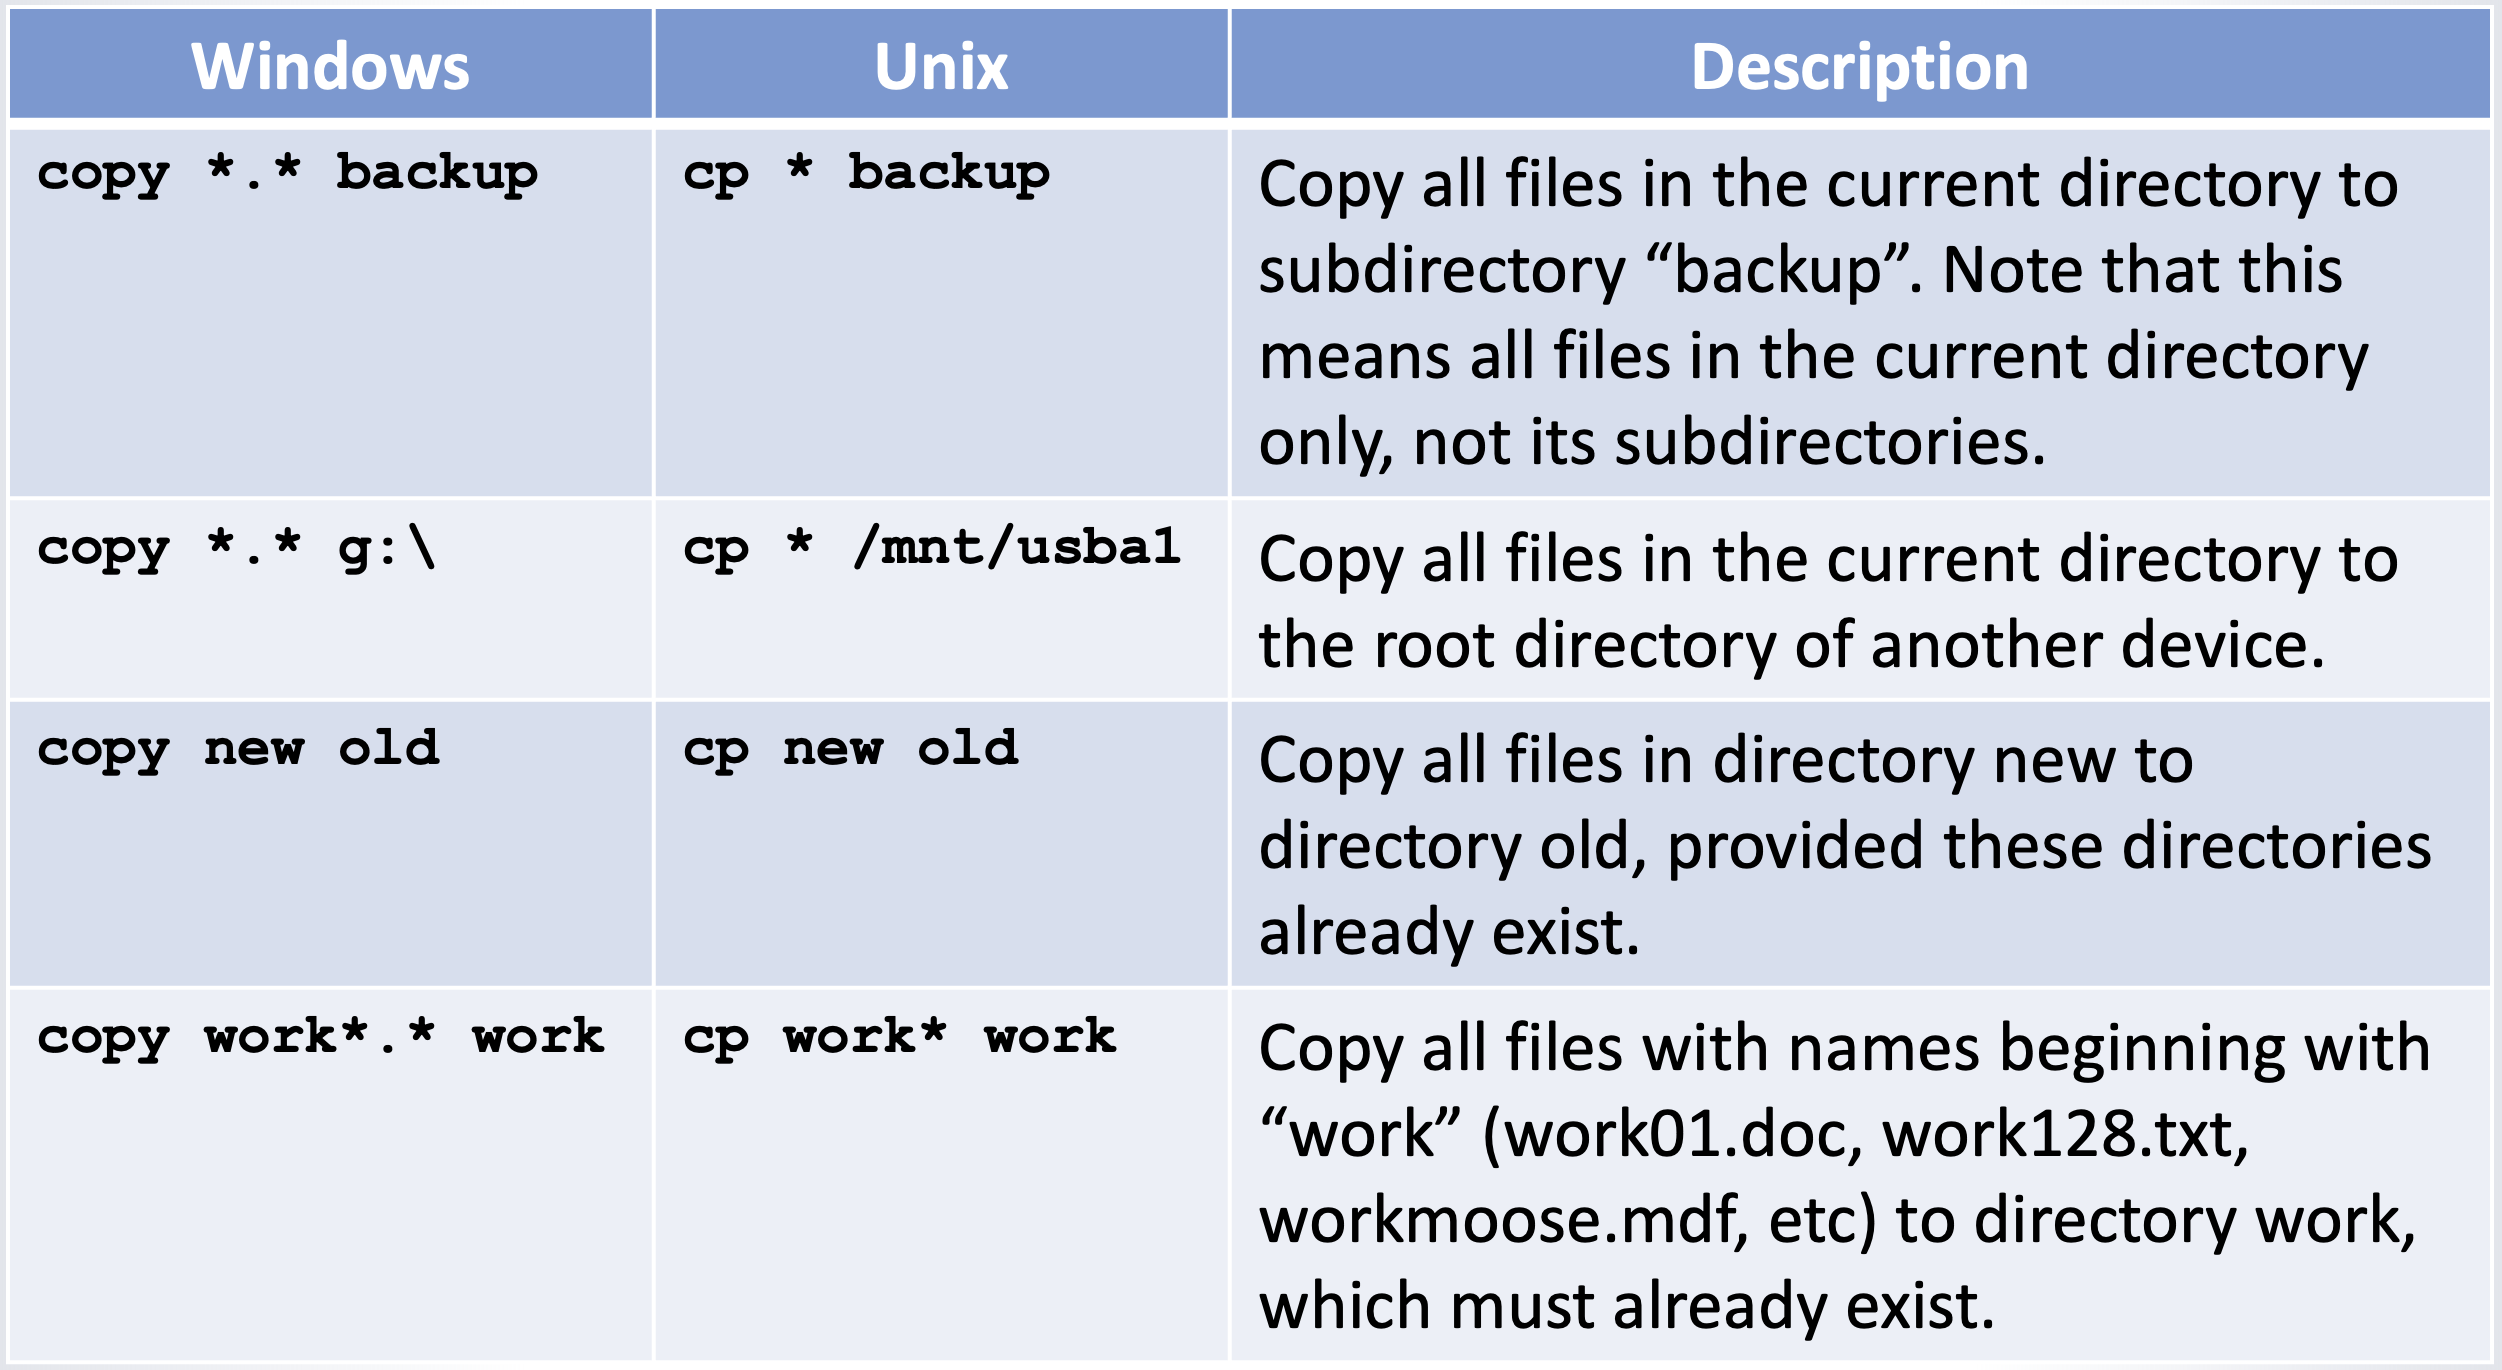 Windows Unix Description
copy *.* backup cp * backup Copy all files in the current directory to
subdirectory “backup”. Note that this
means all files in the current directory
only, not its subdirectories.
copy *.* g:\ cp * /mnt/usba1 Copy all files in the current directory to
the root directory of another device.
copy new old cp new old Copy all files in directory new to
directory old, provided these directories
already exist.
copy work*.* work cp work* work Copy all files with names beginning with
“work” (work01.doc, work128.txt,
workmoose.mdf, etc) to directory work,
which must already exist.